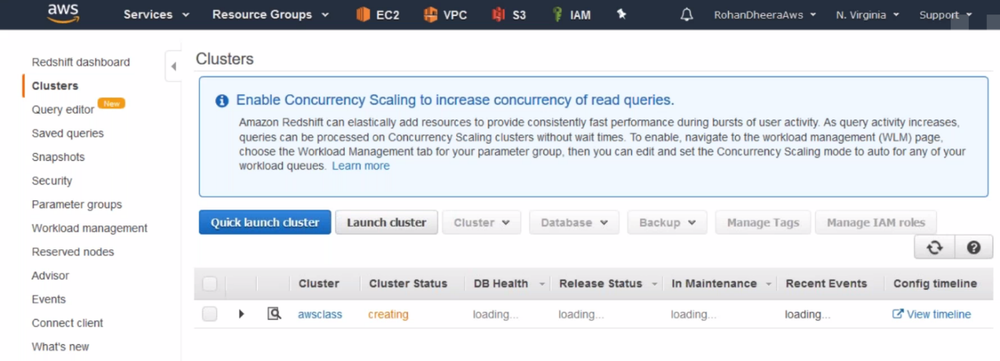 aws Services Resource Groups EC2 VPC S3 IAM RohanDheeraAws N. Virginia Support
Redshift dashboard
Clusters
Query editor New
Saved queries
Snapshots
Security
Parameter groups
Workload management
Reserved nodes
Advisor
Events
Connect client
What's new
Clusters
Enable Concurrency Scaling to increase concurrency of read queries.
Amazon Redshift can elastically add resources to provide consistently fast performance during bursts of user activity. As query activity increases,
queries can be processed on Concurrency Scaling clusters without wait times. To enable, navigate to the workload management (WLM) page,
choose the Workload Management tab for your parameter group, then you can edit and set the Concurrency Scaling mode to auto for any of your
workload queues. Learn more
Quick launch cluster Launch cluster Cluster Database Backup Manage Tags Manage IAM roles
Cluster Cluster Status DB Health Release Status In Maintenance Recent Events Config timeline
awsclass creating loading... loading... loading... loading... View timeline